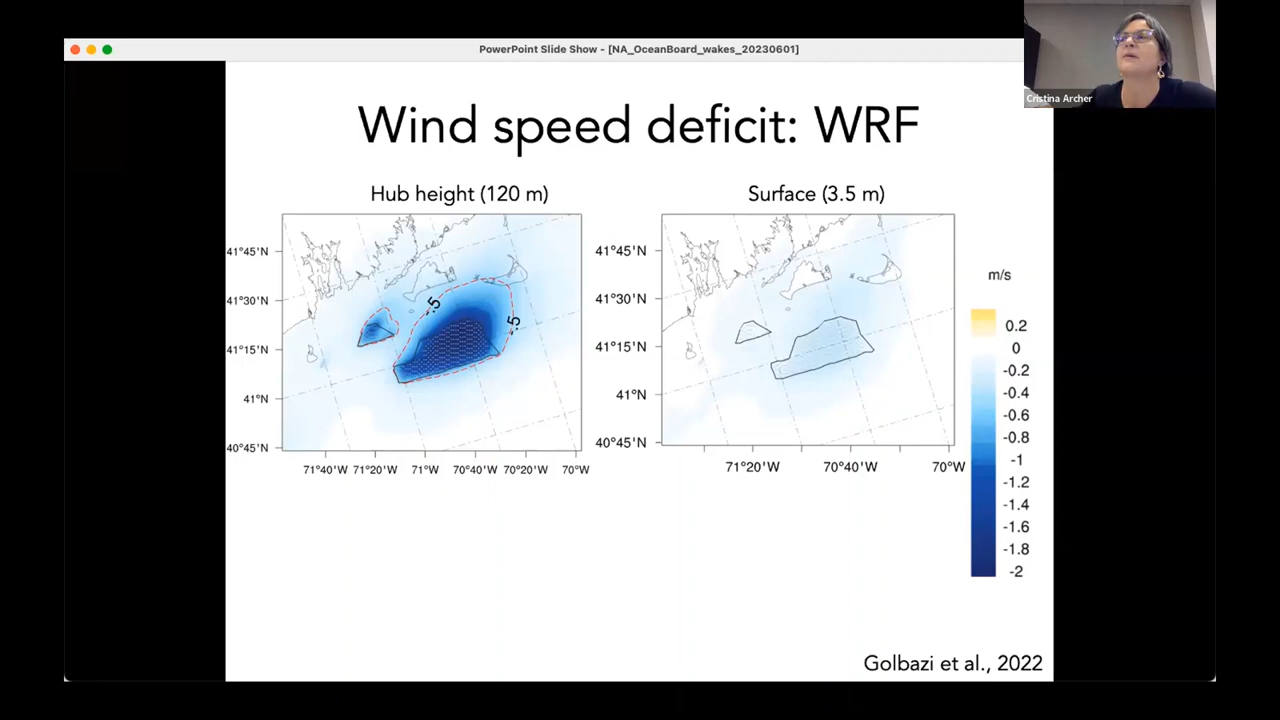 PowerPoint Slide Show - [NA_OceanBoard_wakes_20230601]
Cristina Archer
Wind speed deficit: WRF
Hub height (120 m)
41°45'N
41°30'N
41°15'N
41°N
40°45'N
71°40'W 71°20'W 71°W 70°40'W 70°20'W 70°W
-.5
-.5
Surface (3.5 m)
41°45'N
41°30'N
41°15'N
41°N
40°45'N
71°20'W 70°40'W 70°W
m/s
0.2
0
-0.2
-0.4
-0.6
-0.8
-1
-1.2
-1.4
-1.6
-1.8
-2
Golbazi et al., 2022